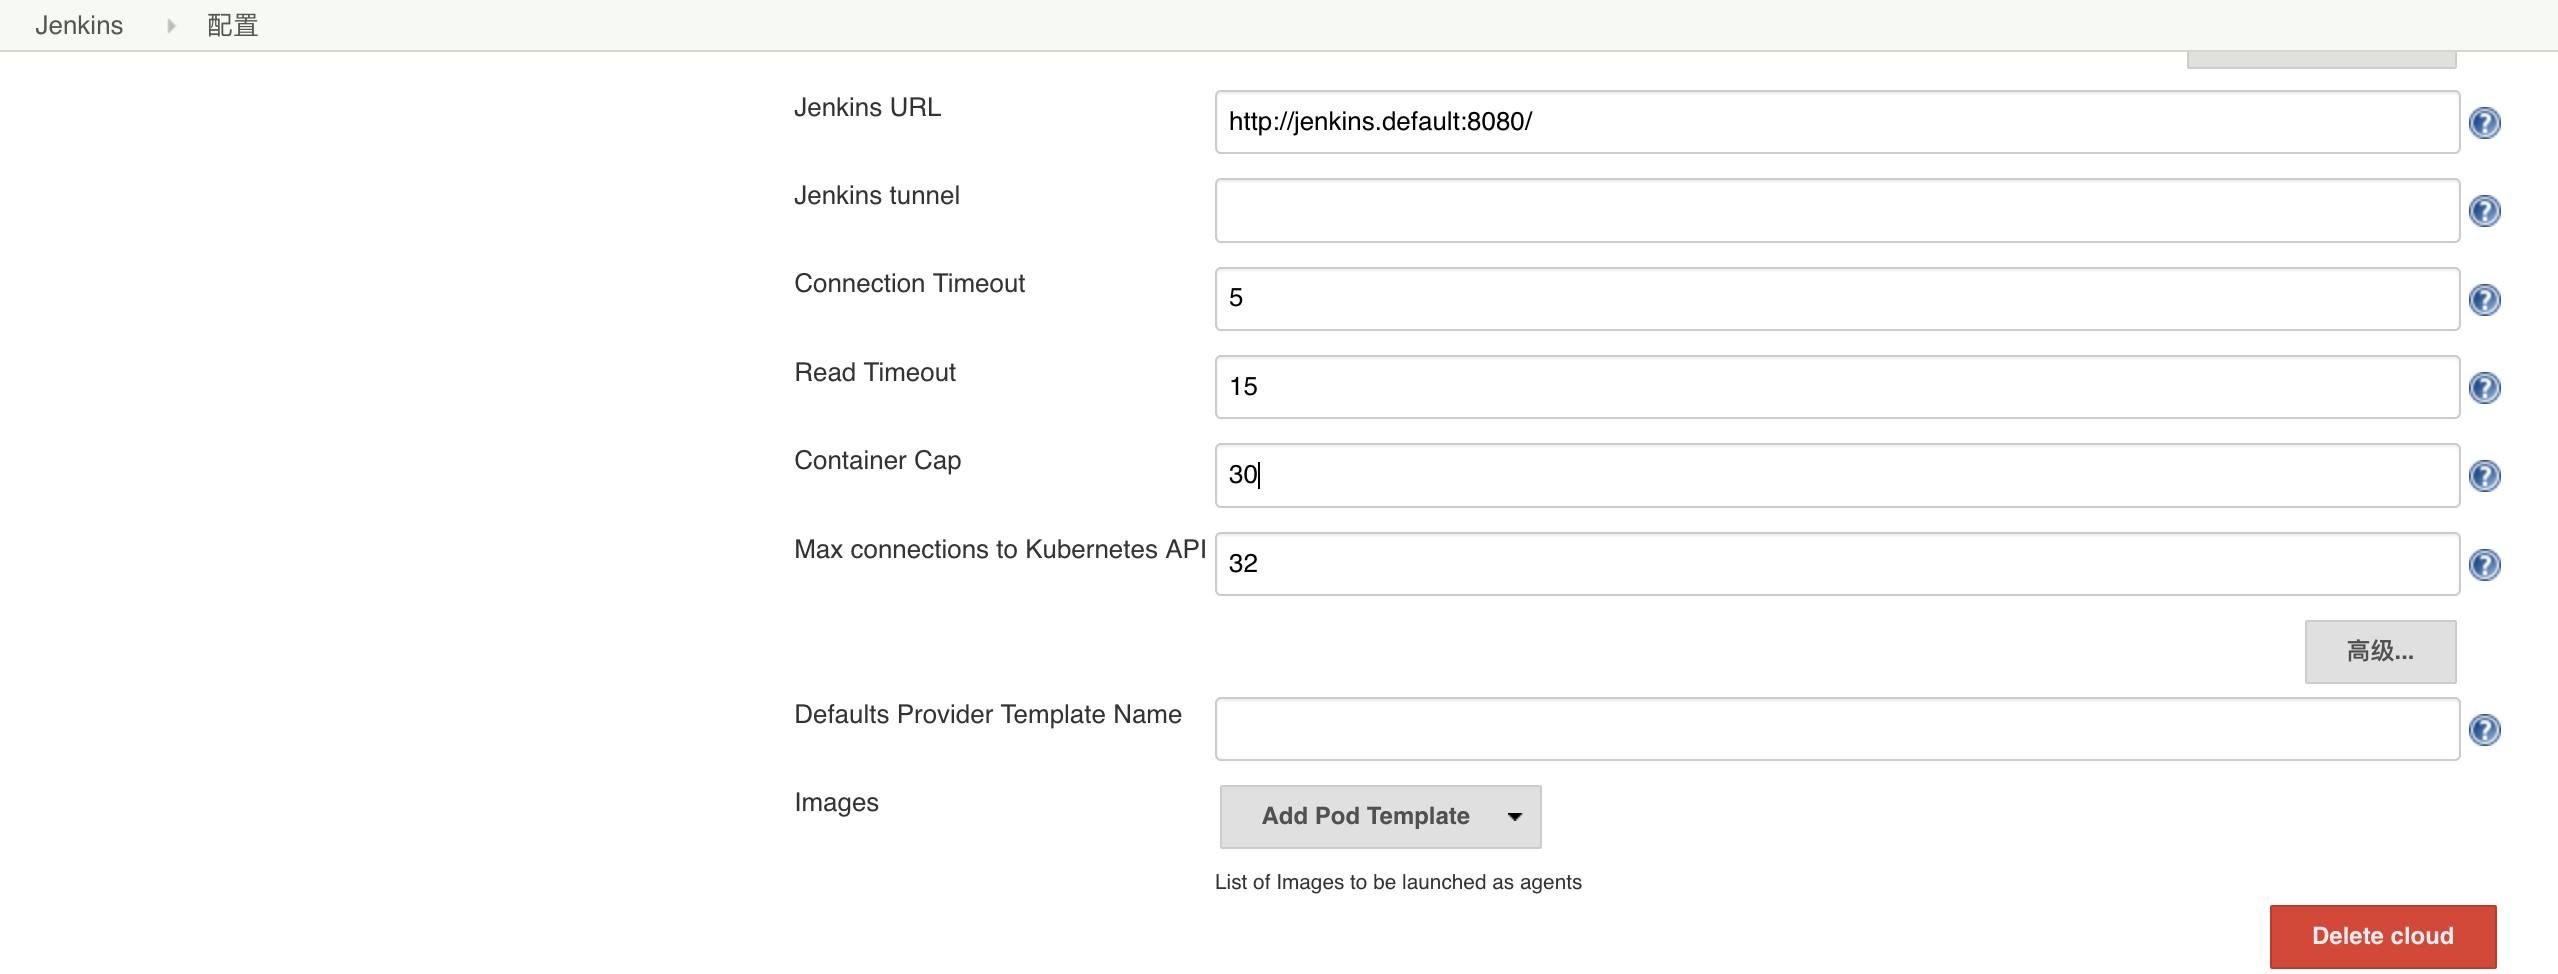 Jenkins 配置
Jenkins URL http://jenkins.default:8080/
Jenkins tunnel
Connection Timeout 5
Read Timeout 15
Container Cap 30
Max connections to Kubernetes API 32
高级...
Defaults Provider Template Name
Images Add Pod Template
List of Images to be launched as agents
Delete cloud